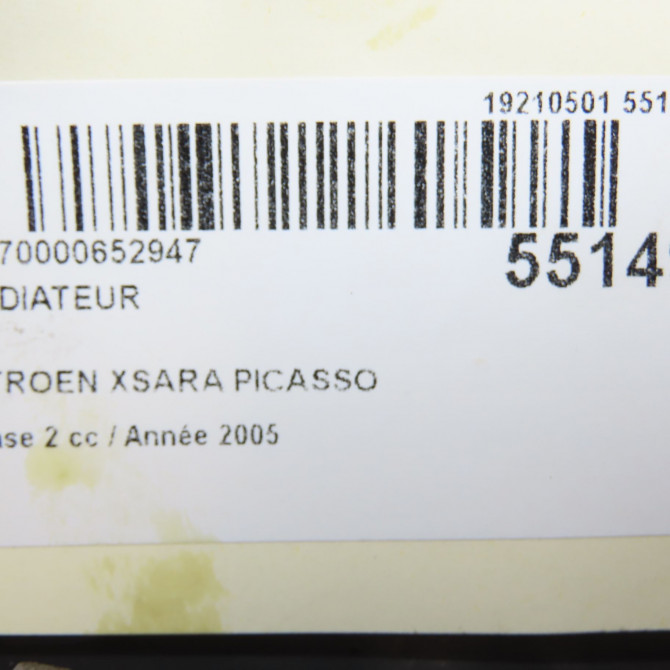 19210501 551
70000652947
5514
DIATEUR
TROEN XSARA PICASSO
se 2 cc / Année 2005